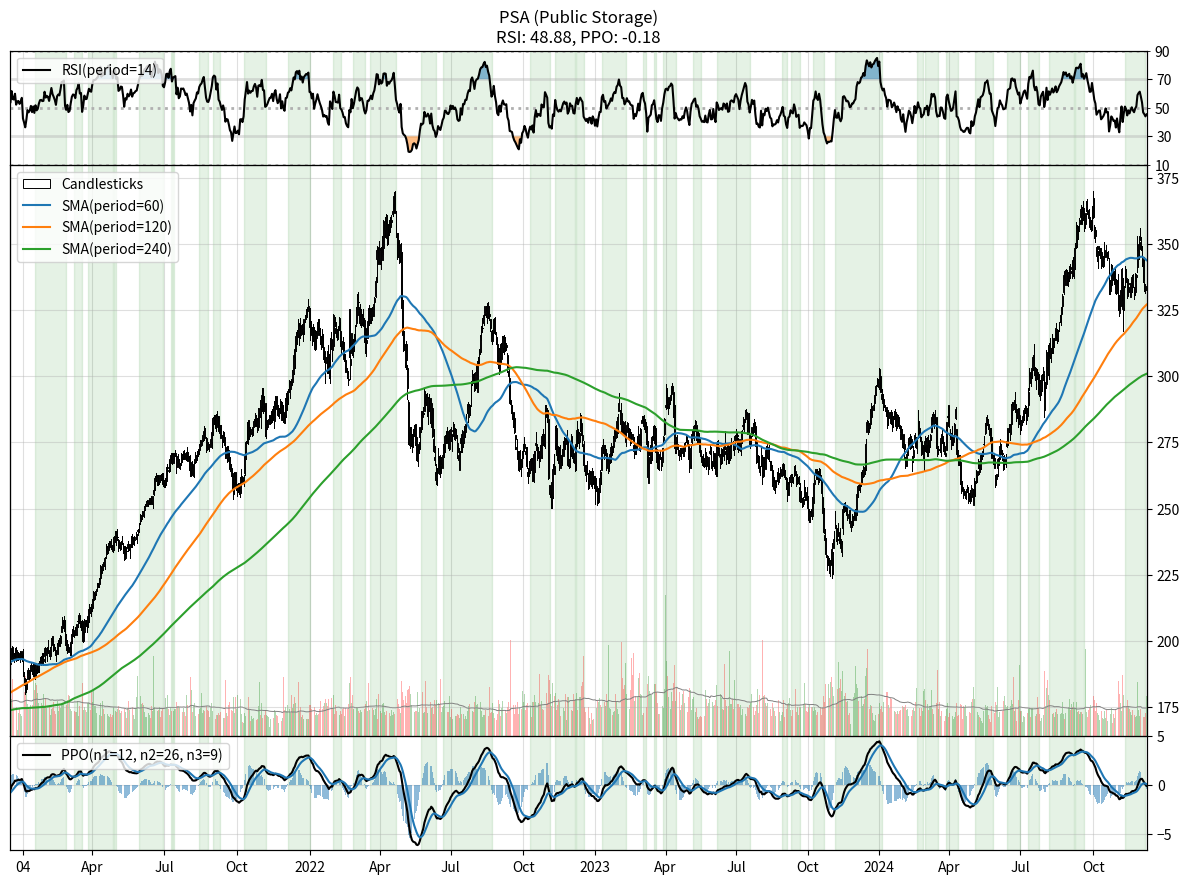 PSA (Public Storage)
RSI: 48.88, PPO: -0.18
RSI(period=14)
90
70
50
30
10
Candlesticks
SMA(period=60)
SMA(period=120)
SMA(period=240)
375
350
325
300
275
250
225
200
175
PPO(n1=12, n2=26, n3=9)
5
0
−5
04 Apr Jul Oct 2022 Apr Jul Oct 2023 Apr Jul Oct 2024 Apr Jul Oct